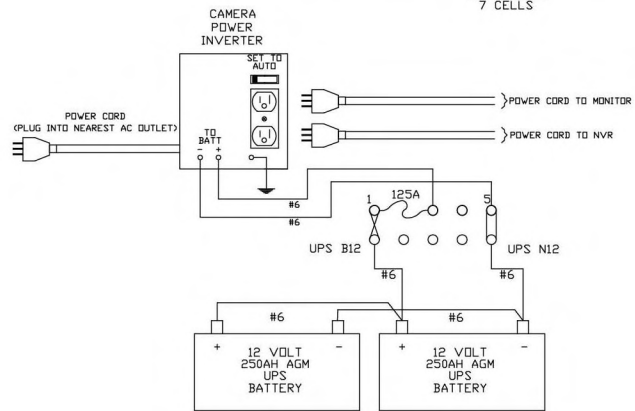 7 CELLS
CAMERA
POWER
INVERTER
SET TO
AUTO
POWER CORD
(PLUG INTO NEAREST AC OUTLET)
TO
BATT
- +
POWER CORD TO MONITOR
POWER CORD TO NVR
#6
#6
1
125A
5
UPS B12
UPS N12
#6
#6
#6
#6
+ -
12 VOLT
250AH AGM
UPS
BATTERY
+ -
12 VOLT
250AH AGM
UPS
BATTERY